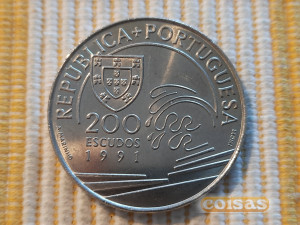 REPUBLICA + PORTUGUESA
200
ESCUDOS
1991
coisas